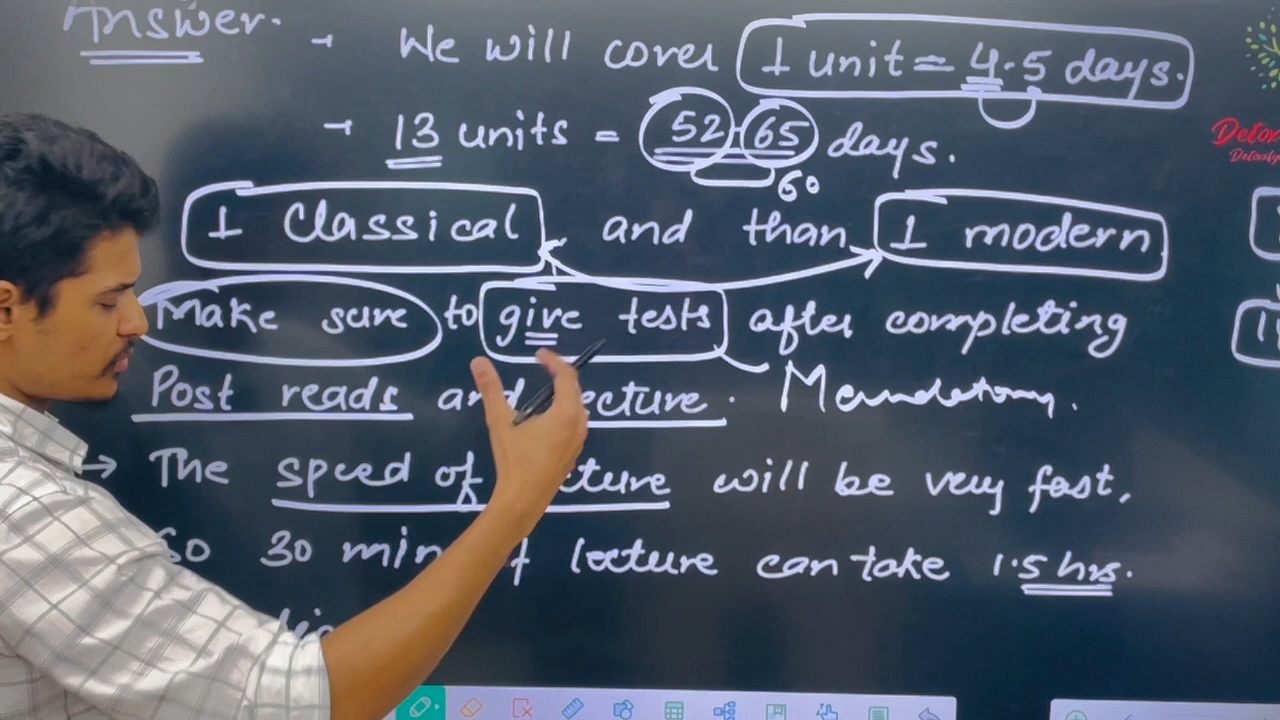 Answer.
→ We will cover 1 unit = 4.5 days.
→ 13 units = 52-65 days.
60
1 Classical and than 1 modern
Make sure to give tests after completing
Post reads and lecture. Mandatory.
→ The speed of lecture will be very fast,
So 30 min of lecture can take 1.5 hrs.
Detox